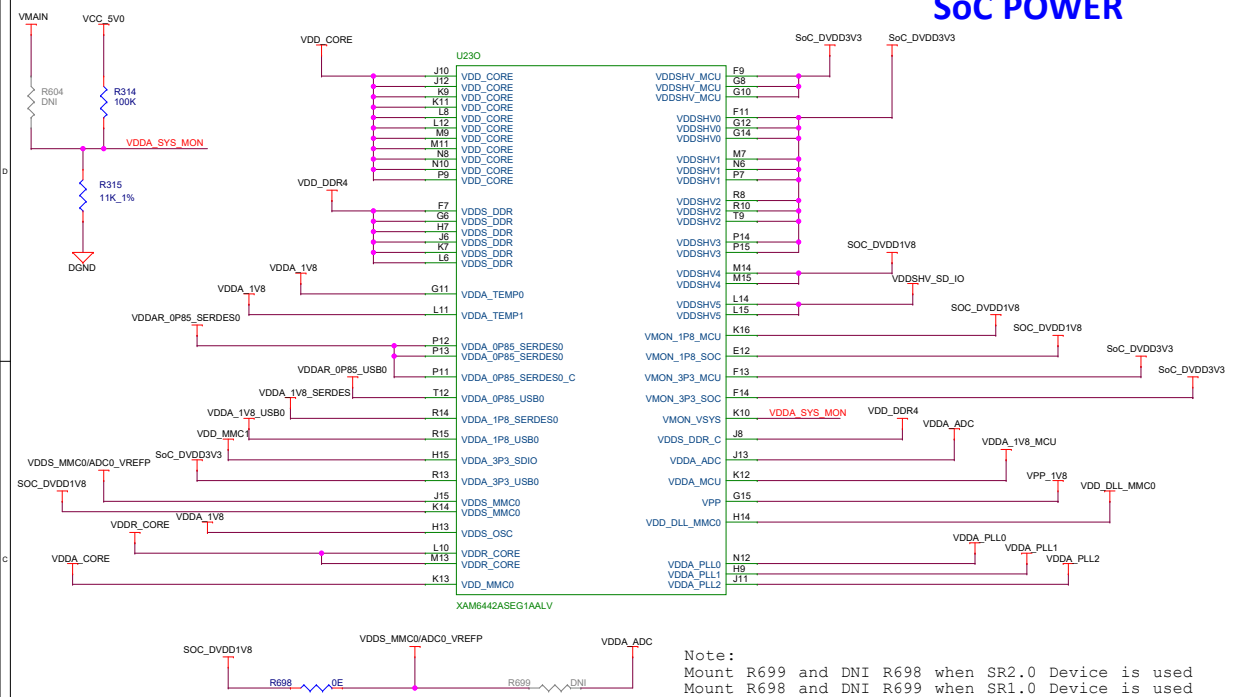 SoC POWER
VMAIN
VCC_5V0
R604
DNI
R314
100K
VDDA_SYS_MON
R315
11K_1%
DGND
D
C
VDD_CORE
U23O
J10 VDD_CORE
J12 VDD_CORE
K9 VDD_CORE
K11 VDD_CORE
L8 VDD_CORE
L12 VDD_CORE
M9 VDD_CORE
M11 VDD_CORE
N8 VDD_CORE
N10 VDD_CORE
P9 VDD_CORE
VDD_DDR4
F7 VDDS_DDR
G6 VDDS_DDR
H7 VDDS_DDR
J6 VDDS_DDR
K7 VDDS_DDR
L6 VDDS_DDR
VDDA_1V8
G11 VDDA_TEMP0
VDDA_1V8
L11 VDDA_TEMP1
VDDAR_0P85_SERDES0
P12 VDDA_0P85_SERDES0
P13 VDDA_0P85_SERDES0
P11 VDDA_0P85_SERDES0_C
VDDAR_0P85_USB0
T12 VDDA_0P85_USB0
VDDA_1V8_SERDES
R14 VDDA_1P8_SERDES0
VDDA_1V8_USB0
R15 VDDA_1P8_USB0
VDD_MMC1
H15 VDDA_3P3_SDIO
SoC_DVDD3V3
R13 VDDA_3P3_USB0
VDDS_MMC0/ADC0_VREFP
J15 VDDS_MMC0
SOC_DVDD1V8
K14 VDDS_MMC0
VDDA_1V8
H13 VDDS_OSC
VDDR_CORE
L10 VDDR_CORE
M13 VDDR_CORE
VDDA_CORE
K13 VDD_MMC0
XAM6442ASEG1AALV
SoC_DVDD3V3
SoC_DVDD3V3
VDDSHV_MCU F9
VDDSHV_MCU G8
VDDSHV_MCU G10
VDDSHV0 F11
VDDSHV0 G12
VDDSHV0 G14
VDDSHV1 M7
VDDSHV1 N6
VDDSHV1 P7
VDDSHV2 R8
VDDSHV2 R10
VDDSHV2 T9
VDDSHV3 P14
VDDSHV3 P15
SOC_DVDD1V8
VDDSHV4 M14
VDDSHV4 M15
VDDSHV_SD_IO
VDDSHV5 L14
VDDSHV5 L15
SOC_DVDD1V8
VMON_1P8_MCU K16
SOC_DVDD1V8
VMON_1P8_SOC E12
SoC_DVDD3V3
VMON_3P3_MCU F13
SoC_DVDD3V3
VMON_3P3_SOC F14
VMON_VSYS K10 VDDA_SYS_MON
VDD_DDR4
VDDS_DDR_C J8
VDDA_ADC
VDDA_ADC J13
VDDA_1V8_MCU
VDDA_MCU K12
VPP_1V8
VPP G15
VDD_DLL_MMC0
VDD_DLL_MMC0 H14
VDDA_PLL0
VDDA_PLL0 N12
VDDA_PLL1
VDDA_PLL1 H9
VDDA_PLL2
VDDA_PLL2 J11
SOC_DVDD1V8
VDDS_MMC0/ADC0_VREFP
VDDA_ADC
R698 0E
R699 DNI
Note:
Mount R699 and DNI R698 when SR2.0 Device is used
Mount R698 and DNI R699 when SR1.0 Device is used